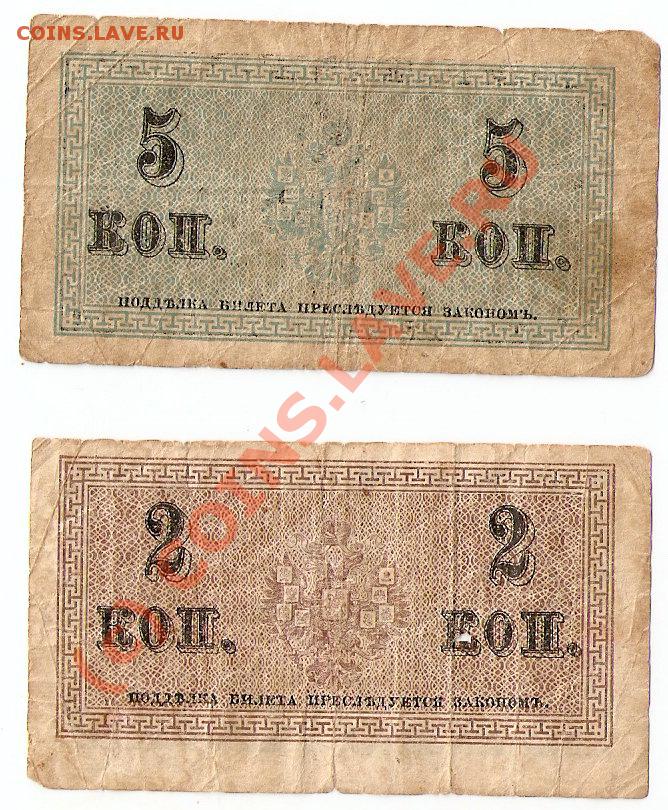 COINS.LAVE.RU
5 5
КОП. КОП.
ПОДДѢЛКА БИЛЕТА ПРЕСЛѢДУЕТСЯ ЗАКОНОМЪ.
(c) COINS.LAVE.RU
2 2
КОП. КОП.
ПОДДѢЛКА БИЛЕТА ПРЕСЛѢДУЕТСЯ ЗАКОНОМЪ.